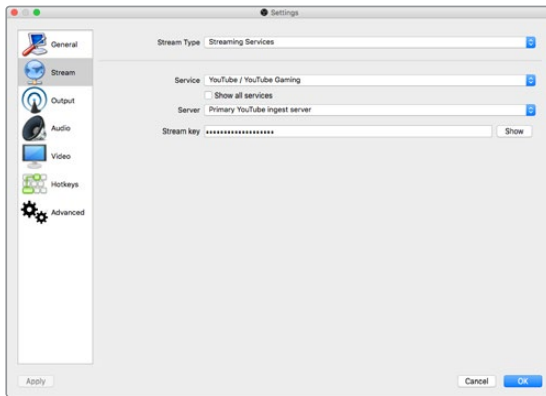 Settings
General
Stream
Output
Audio
Video
Hotkeys
Advanced
Stream Type Streaming Services
Service YouTube / YouTube Gaming
Show all services
Server Primary YouTube ingest server
Stream key •••••••••••••••••••
Show
Apply
Cancel
OK